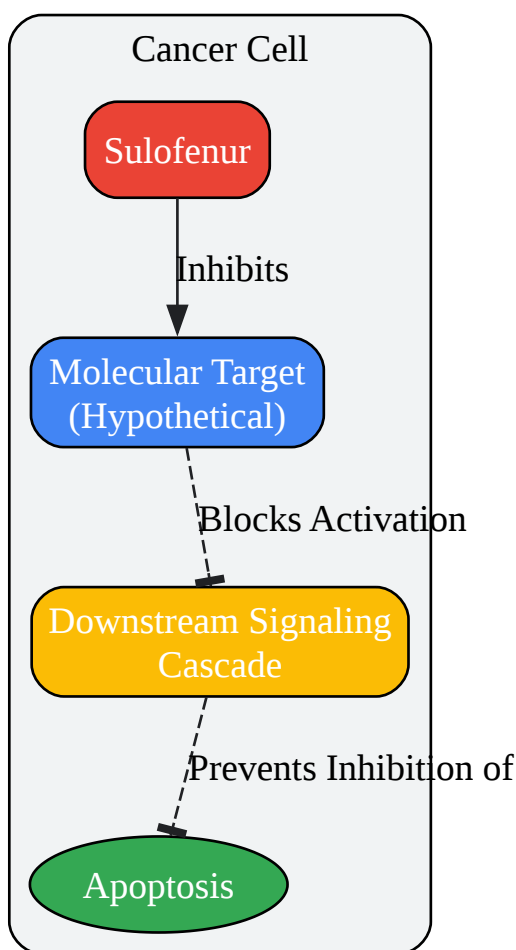 Cancer Cell
Sulofenur
Inhibits
Molecular Target
(Hypothetical)
Blocks Activation
Downstream Signaling
Cascade
Prevents Inhibition of
Apoptosis